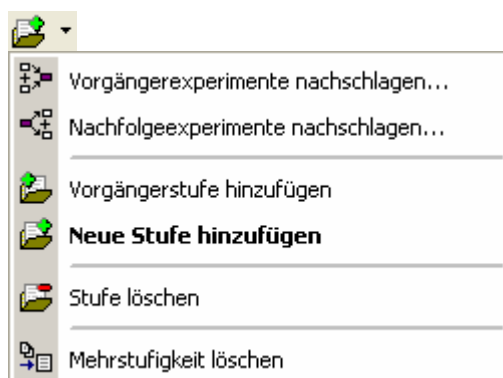 Vorgängerexperimente nachschlagen...
Nachfolgeexperimente nachschlagen...
Vorgängerstufe hinzufügen
Neue Stufe hinzufügen
Stufe löschen
Mehrstufigkeit löschen